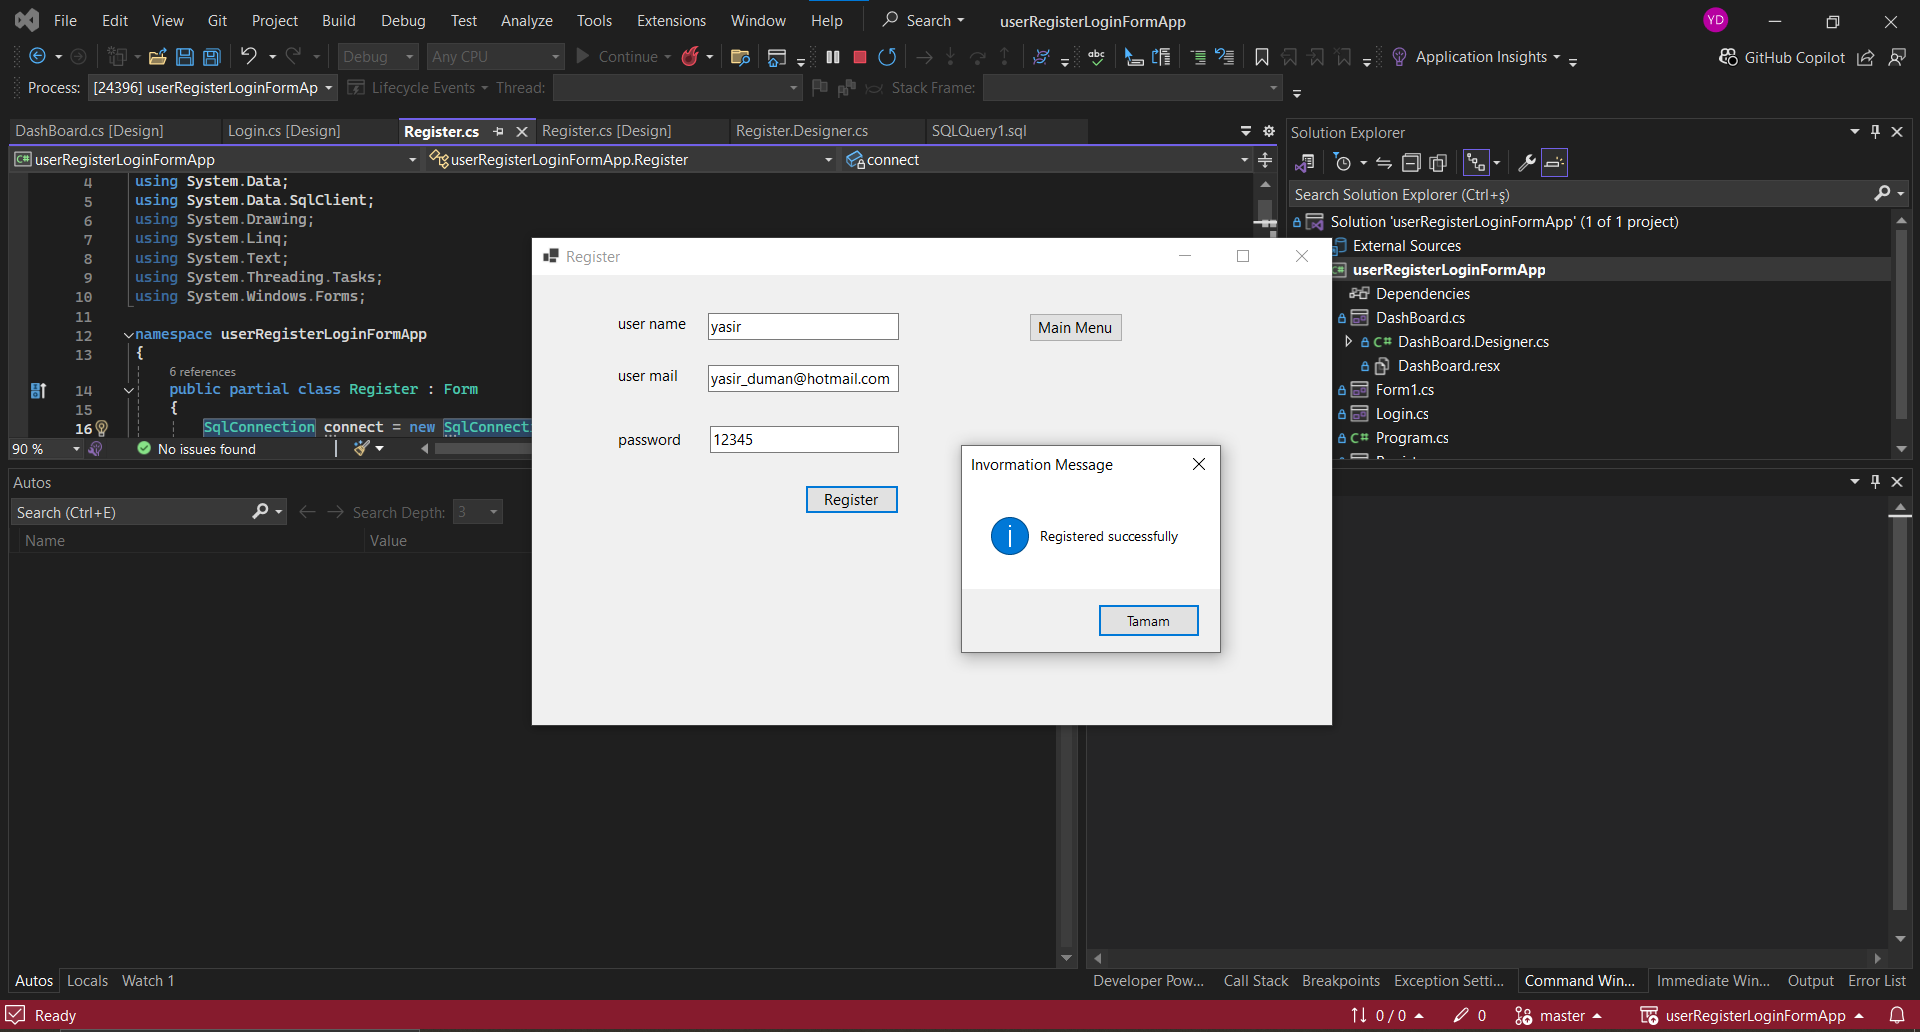 File Edit View Git Project Build Debug Test Analyze Tools Extensions Window Help Search userRegisterLoginFormApp YD
Debug Any CPU Continue abc Application Insights GitHub Copilot
Process: [24396] userRegisterLoginFormAp Lifecycle Events Thread: Stack Frame:
DashBoard.cs [Design] Login.cs [Design] Register.cs Register.cs [Design] Register.Designer.cs SQLQuery1.sql
C# userRegisterLoginFormApp userRegisterLoginFormApp.Register connect
4 using System.Data;
5 using System.Data.SqlClient;
6 using System.Drawing;
7 using System.Linq;
8 using System.Text;
9 using System.Threading.Tasks;
10 using System.Windows.Forms;
11
12 namespace userRegisterLoginFormApp
13 {
6 references
14 public partial class Register : Form
15 {
16 SqlConnection connect = new SqlConnecti
90 % No issues found
Autos
Search (Ctrl+E) Search Depth: 3
Name Value
Register
user name yasir
Main Menu
user mail yasir_duman@hotmail.com
password 12345
Register
Invormation Message
Registered successfully
Tamam
Solution Explorer
Search Solution Explorer (Ctrl+ş)
Solution 'userRegisterLoginFormApp' (1 of 1 project)
External Sources
userRegisterLoginFormApp
Dependencies
DashBoard.cs
C# DashBoard.Designer.cs
DashBoard.resx
Form1.cs
Login.cs
C# Program.cs
Autos Locals Watch 1
Developer Pow... Call Stack Breakpoints Exception Setti... Command Win... Immediate Win... Output Error List
Ready
0 / 0 0 master userRegisterLoginFormApp